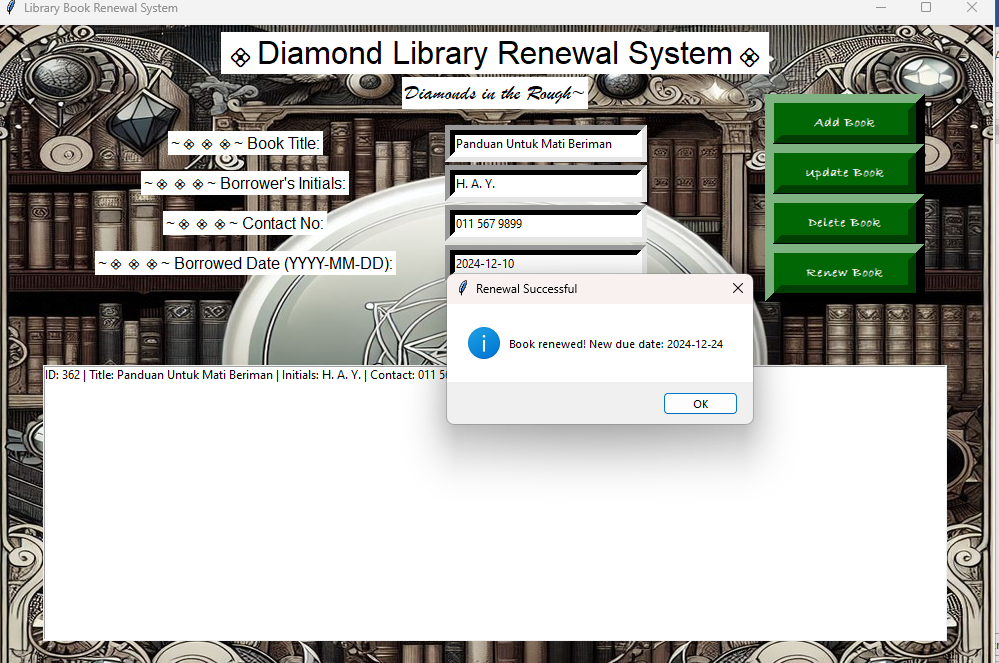 Library Book Renewal System
Diamond Library Renewal System
Diamonds in the Rough~
~ ❖ ❖ ❖ ~ Book Title:
Panduan Untuk Mati Beriman
~ ❖ ❖ ❖ ~ Borrower's Initials:
H. A. Y.
~ ❖ ❖ ❖ ~ Contact No:
011 567 9899
~ ❖ ❖ ❖ ~ Borrowed Date (YYYY-MM-DD):
2024-12-10
Add Book
Update Book
Delete Book
Renew Book
Renewal Successful
Book renewed! New due date: 2024-12-24
OK
ID: 362 | Title: Panduan Untuk Mati Beriman | Initials: H. A. Y. | Contact: 011